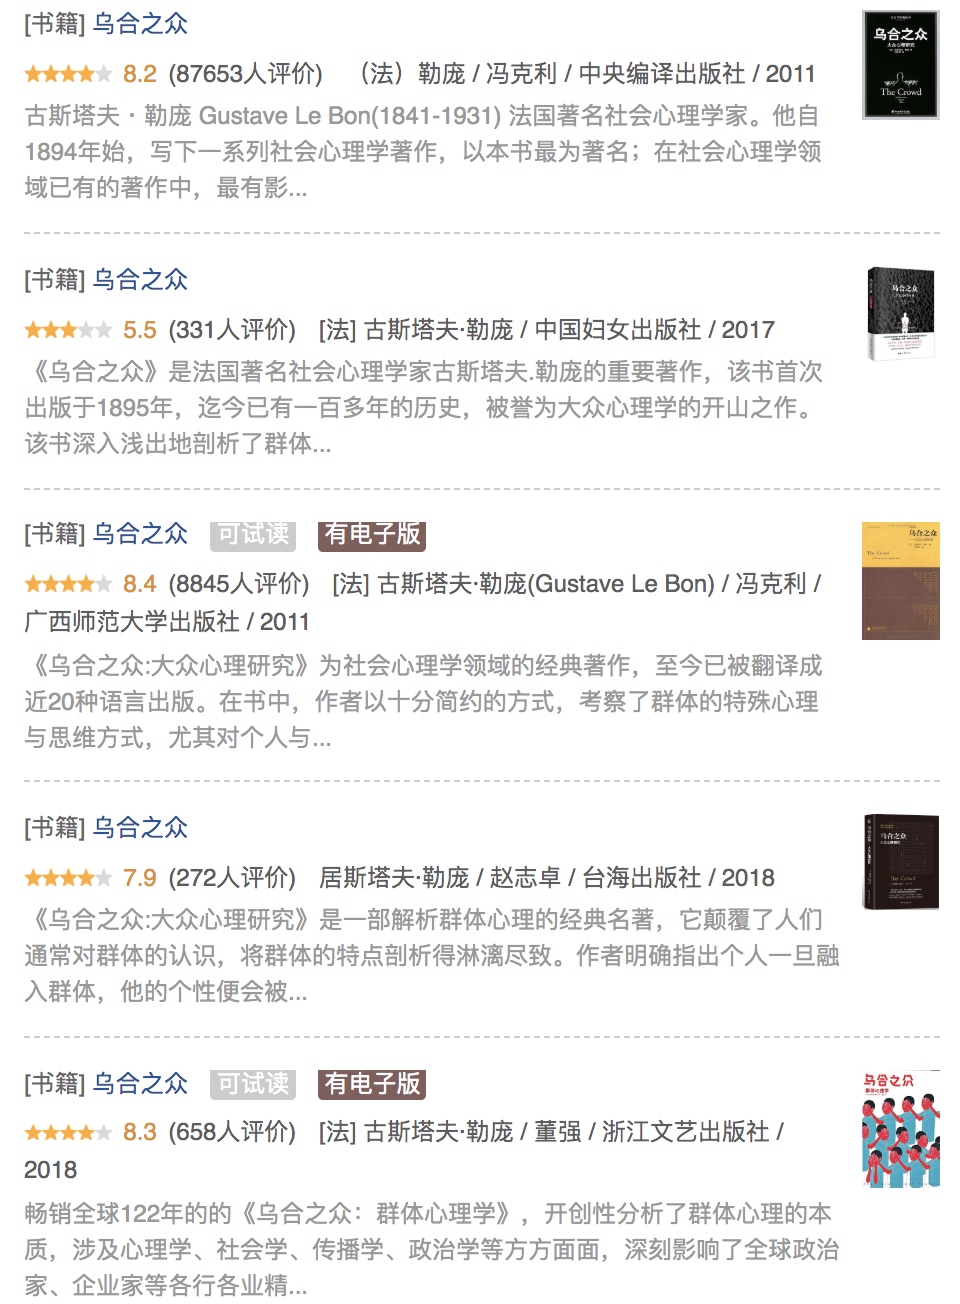 [书籍] 乌合之众
8.2 (87653人评价) （法）勒庞 / 冯克利 / 中央编译出版社 / 2011
古斯塔夫・勒庞 Gustave Le Bon(1841-1931) 法国著名社会心理学家。他自
1894年始，写下一系列社会心理学著作，以本书最为著名；在社会心理学领
域已有的著作中，最有影...
乌合之众
大众心理研究
The Crowd
[书籍] 乌合之众
5.5 (331人评价) [法] 古斯塔夫·勒庞 / 中国妇女出版社 / 2017
《乌合之众》是法国著名社会心理学家古斯塔夫.勒庞的重要著作，该书首次
出版于1895年，迄今已有一百多年的历史，被誉为大众心理学的开山之作。
该书深入浅出地剖析了群体...
乌合之众
[书籍] 乌合之众 可试读 有电子版
8.4 (8845人评价) [法] 古斯塔夫·勒庞(Gustave Le Bon) / 冯克利 /
广西师范大学出版社 / 2011
《乌合之众:大众心理研究》为社会心理学领域的经典著作，至今已被翻译成
近20种语言出版。在书中，作者以十分简约的方式，考察了群体的特殊心理
与思维方式，尤其对个人与...
乌合之众
The Crowd
[书籍] 乌合之众
7.9 (272人评价) 居斯塔夫·勒庞 / 赵志卓 / 台海出版社 / 2018
《乌合之众:大众心理研究》是一部解析群体心理的经典名著，它颠覆了人们
通常对群体的认识，将群体的特点剖析得淋漓尽致。作者明确指出个人一旦融
入群体，他的个性便会被...
乌合之众
The Crowd
[书籍] 乌合之众 可试读 有电子版
8.3 (658人评价) [法] 古斯塔夫·勒庞 / 董强 / 浙江文艺出版社 /
2018
畅销全球122年的的《乌合之众：群体心理学》，开创性分析了群体心理的本
质，涉及心理学、社会学、传播学、政治学等方方面面，深刻影响了全球政治
家、企业家等各行各业精...
乌合之众
群体心理学